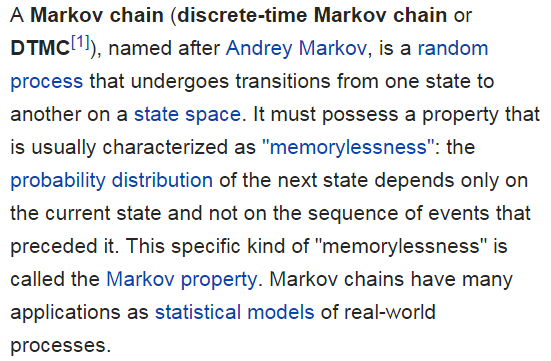 A Markov chain (discrete-time Markov chain or
DTMC[1]), named after Andrey Markov, is a random
process that undergoes transitions from one state to
another on a state space. It must possess a property that
is usually characterized as "memorylessness": the
probability distribution of the next state depends only on
the current state and not on the sequence of events that
preceded it. This specific kind of "memorylessness" is
called the Markov property. Markov chains have many
applications as statistical models of real-world
processes.